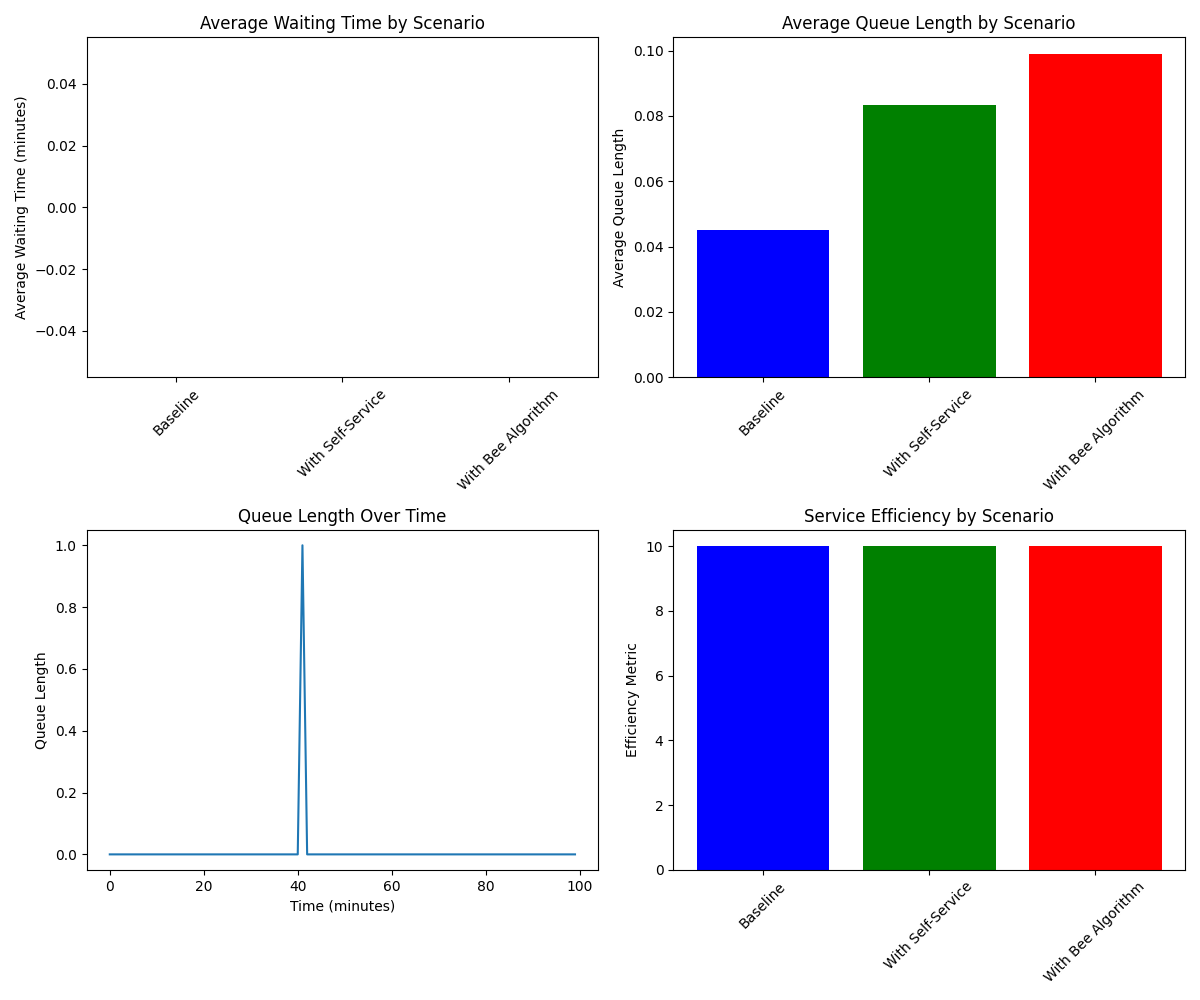 Average Waiting Time by Scenario
Average Waiting Time (minutes)
0.04
0.02
0.00
−0.02
−0.04
Baseline
With Self-Service
With Bee Algorithm
Average Queue Length by Scenario
Average Queue Length
0.10
0.08
0.06
0.04
0.02
0.00
Baseline
With Self-Service
With Bee Algorithm
Queue Length Over Time
Queue Length
1.0
0.8
0.6
0.4
0.2
0.0
0 20 40 60 80 100
Time (minutes)
Service Efficiency by Scenario
Efficiency Metric
10
8
6
4
2
0
Baseline
With Self-Service
With Bee Algorithm